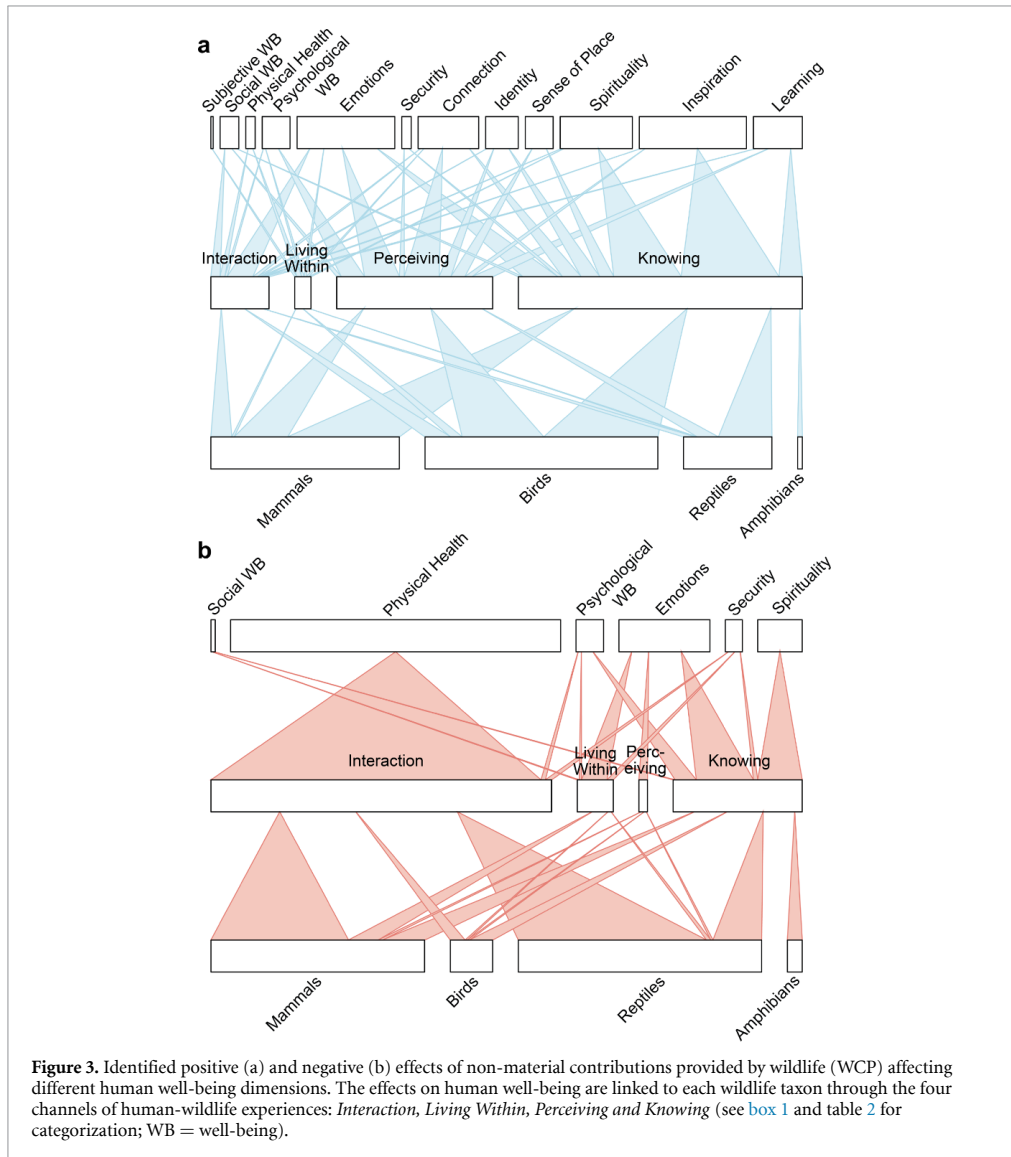 a
Subjective WB
Social WB
Physical Health
Psychological
WB
Emotions
Security
Connection
Identity
Sense of Place
Spirituality
Inspiration
Learning
Interaction
Living
Within
Perceiving
Knowing
Mammals
Birds
Reptiles
Amphibians
b
Social WB
Physical Health
Psychological
WB
Emotions
Security
Spirituality
Interaction
Living
Within
Perc-
eiving
Knowing
Mammals
Birds
Reptiles
Amphibians
Figure 3. Identified positive (a) and negative (b) effects of non-material contributions provided by wildlife (WCP) affecting
different human well-being dimensions. The effects on human well-being are linked to each wildlife taxon through the four
channels of human-wildlife experiences: Interaction, Living Within, Perceiving and Knowing (see box 1 and table 2 for
categorization; WB = well-being).